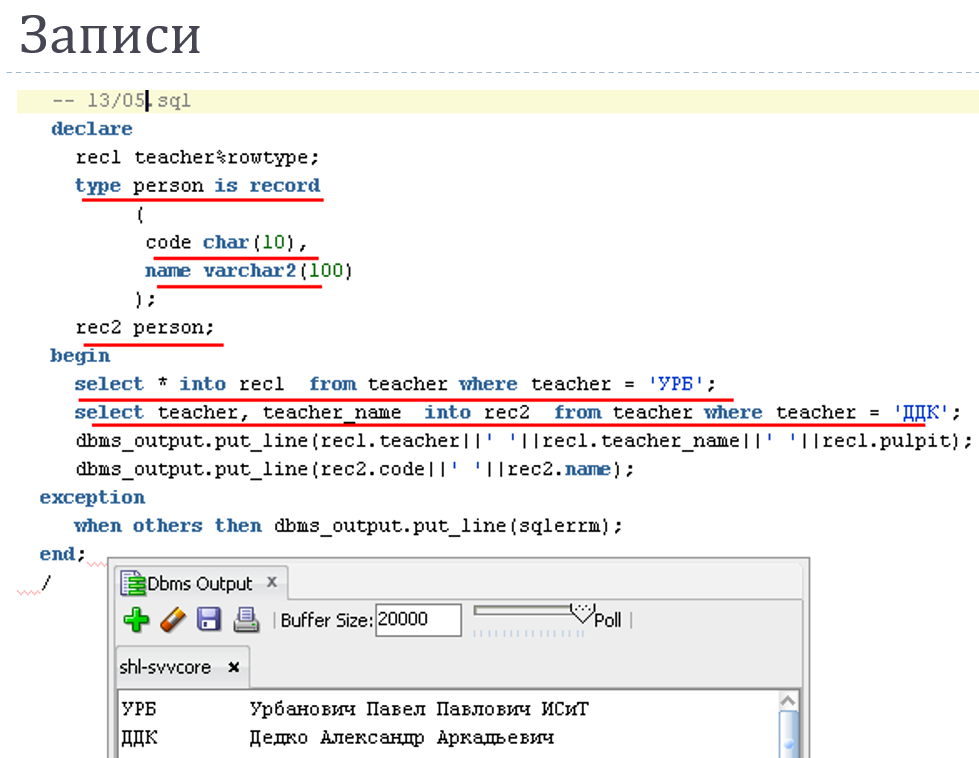 Записи
-- 13/05.sql
declare
rec1 teacher%rowtype;
type person is record
(
code char(10),
name varchar2(100)
);
rec2 person;
begin
select * into rec1 from teacher where teacher = 'УРБ';
select teacher, teacher_name into rec2 from teacher where teacher = 'ДДК';
dbms_output.put_line(rec1.teacher||' '||rec1.teacher_name||' '||rec1.pulpit);
dbms_output.put_line(rec2.code||' '||rec2.name);
exception
when others then dbms_output.put_line(sqlerrm);
end;
/
Dbms Output x
Buffer Size: 20000 Poll
shl-svvcore x
УРБ Урбанович Павел Павлович ИСиТ
ДДК Дедко Александр Аркадьевич